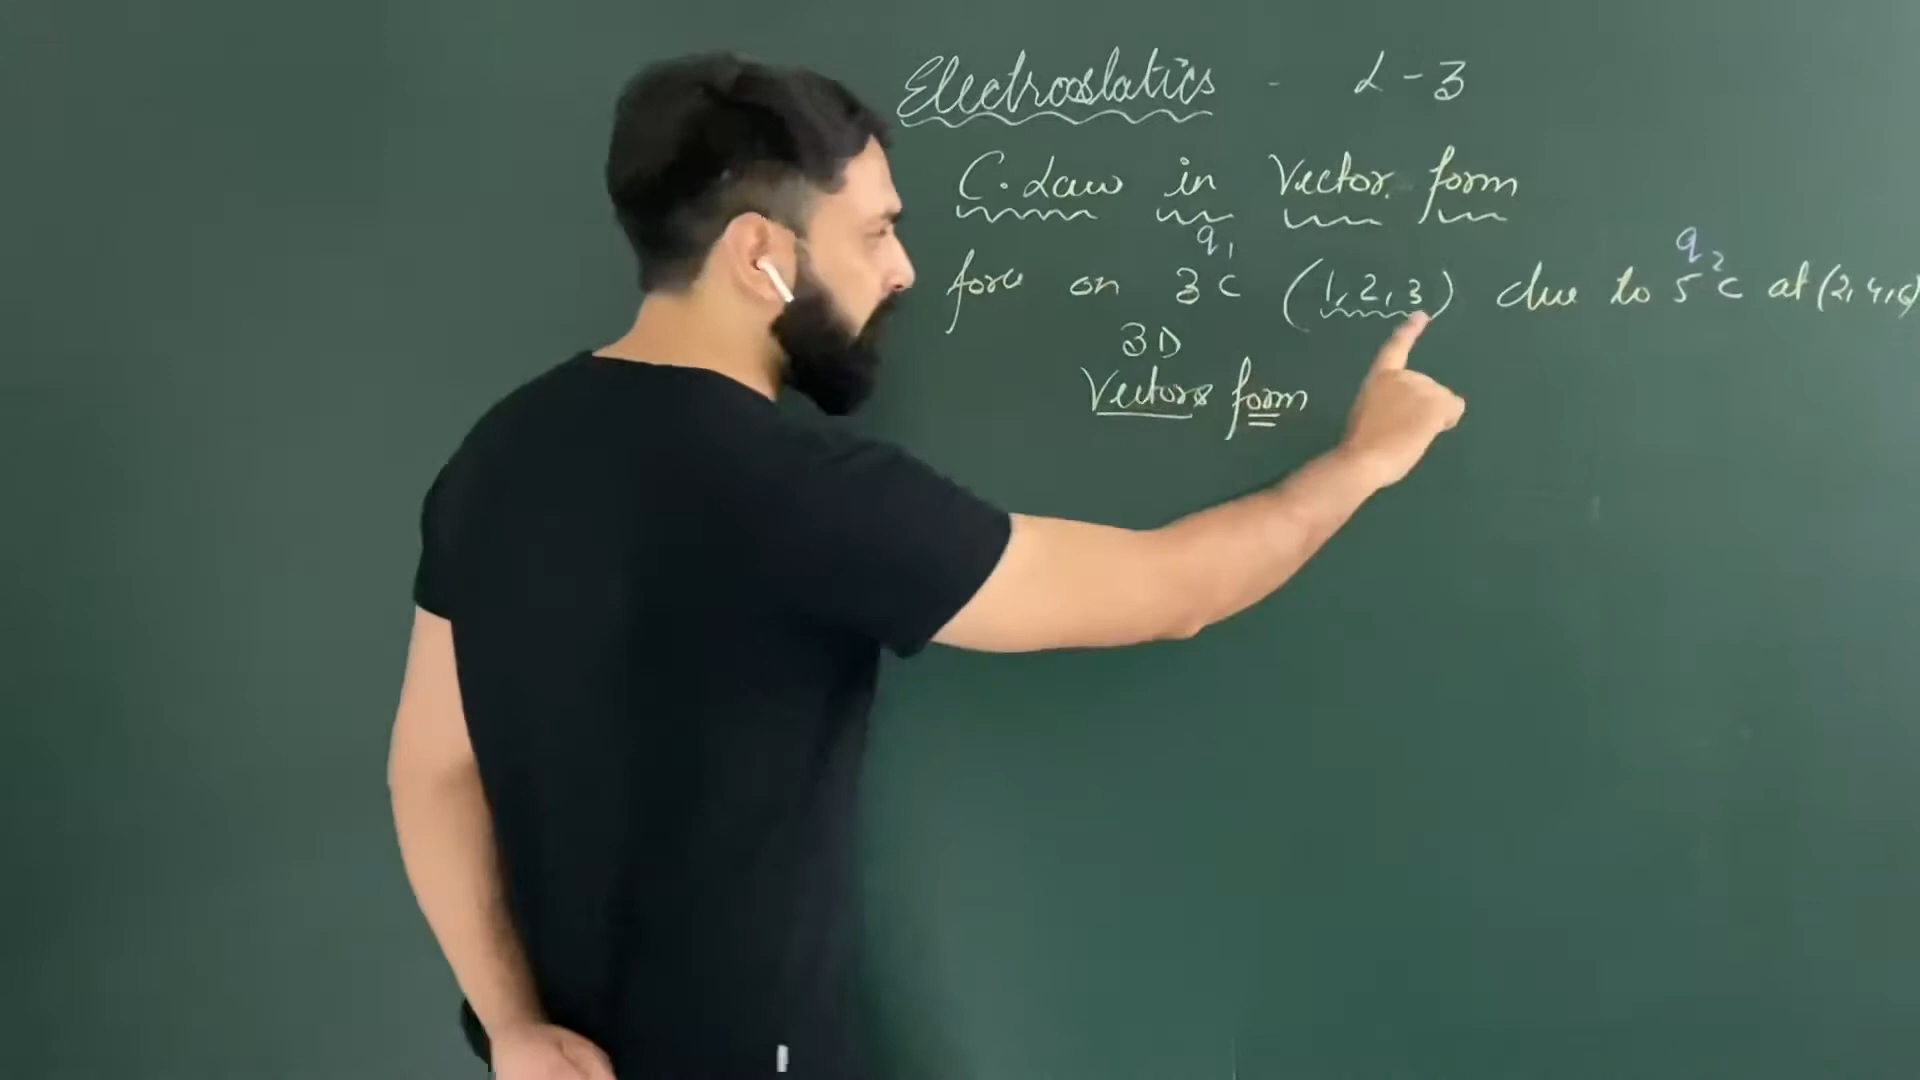 Electrostatics - L-3
C. Law in Vector form
q1 q2
force on 3C (1, 2, 3) due to 5C at (2, 4, 6)
3D
Vectors form